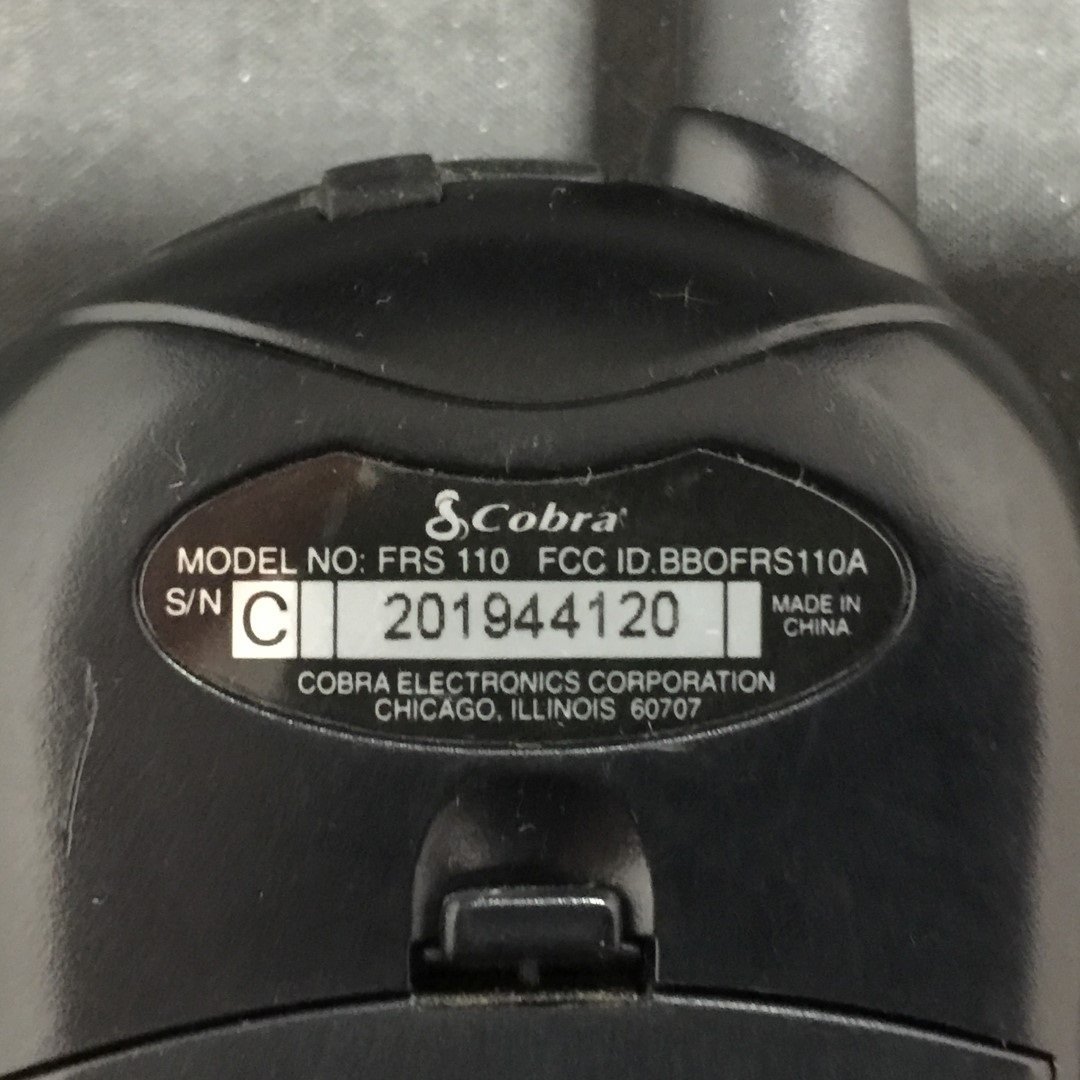 Cobra
MODEL NO: FRS 110 FCC ID.BBOFRS110A
S/N C 201944120 MADE IN
CHINA
COBRA ELECTRONICS CORPORATION
CHICAGO, ILLINOIS 60707